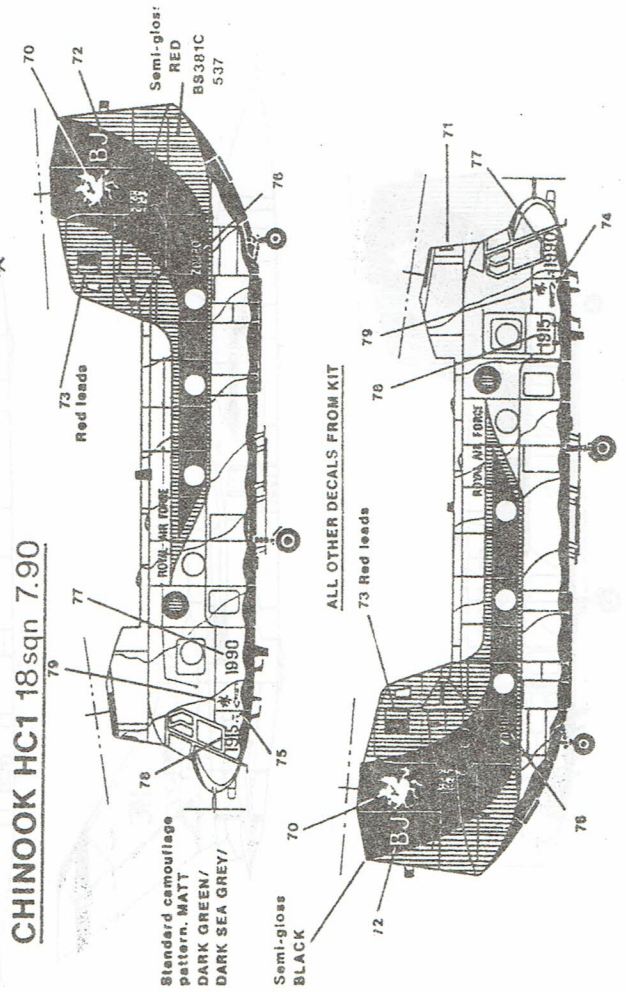 CHINOOK HC1 18sqn 7.90
70
72
Semi-gloss
RED
BS381C
537
BJ
73
Red leads
76
ROYAL AIR FORCE
77
79
1990
1915
78
75
Standard camouflage
pattern. MATT
DARK GREEN/
DARK SEA GREY/
ALL OTHER DECALS FROM KIT
71
77
79
1990
74
78
1915
ROYAL AIR FORCE
73 Red leads
70
BJ
76
Semi-gloss
BLACK
72